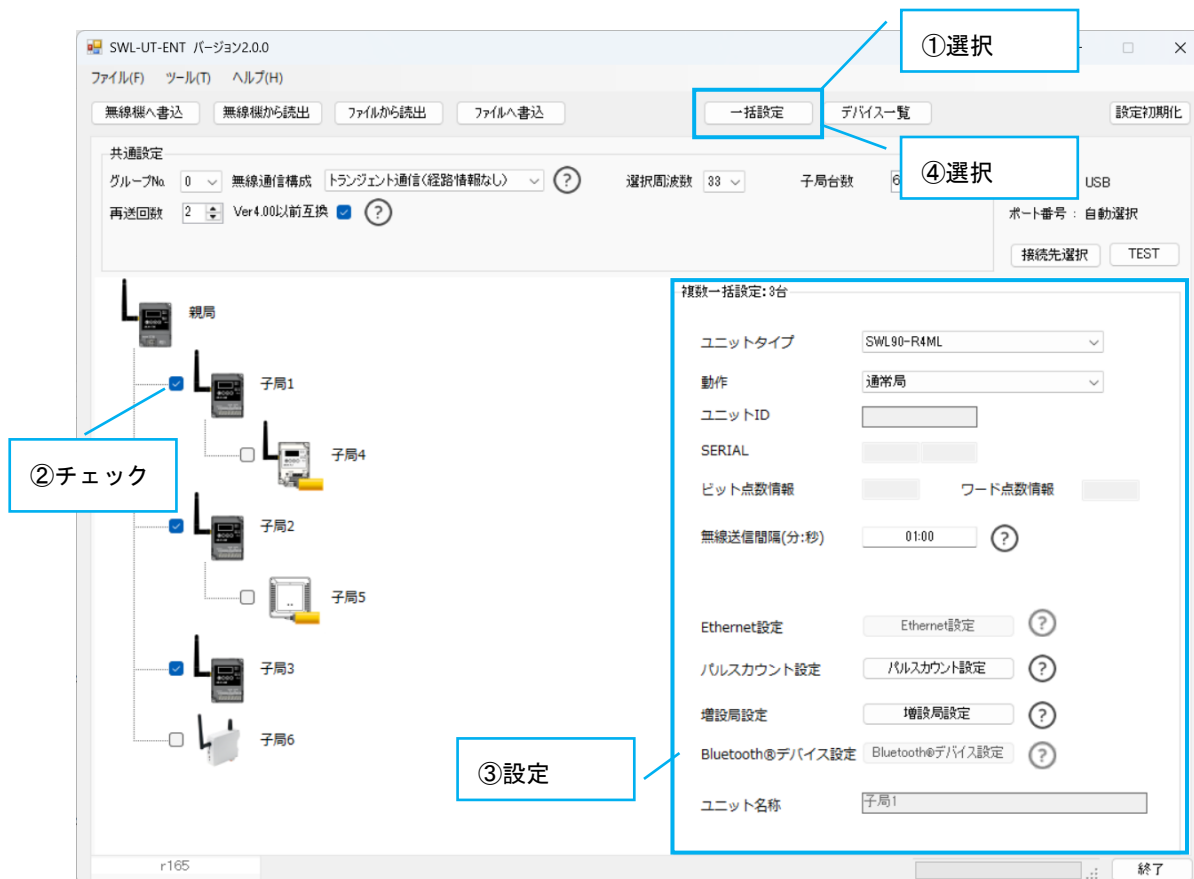 ①選択
SWL-UT-ENT バージョン2.0.0
ファイル(F) ツール(T) ヘルプ(H)
無線機へ書込 無線機から読出 ファイルから読出 ファイルへ書込 一括設定 デバイス一覧 設定初期化
共通設定
グループNo. 0 無線通信構成 トランジェント通信(経路情報なし) ? 選択周波数 33 子局台数 6 USB
④選択
再送回数 2 Ver4.00以前互換 ? ポート番号 : 自動選択
接続先選択 TEST
親局
子局1
②チェック
子局4
子局2
子局5
子局3
子局6
複数一括設定:3台
ユニットタイプ SWL90-R4ML
動作 通常局
ユニットID
SERIAL
ビット点数情報 ワード点数情報
無線送信間隔(分:秒) 01:00 ?
Ethernet設定 Ethernet設定 ?
パルスカウント設定 パルスカウント設定 ?
増設局設定 増設局設定 ?
Bluetooth®デバイス設定 Bluetooth®デバイス設定 ?
③設定
ユニット名称 子局1
r165 終了